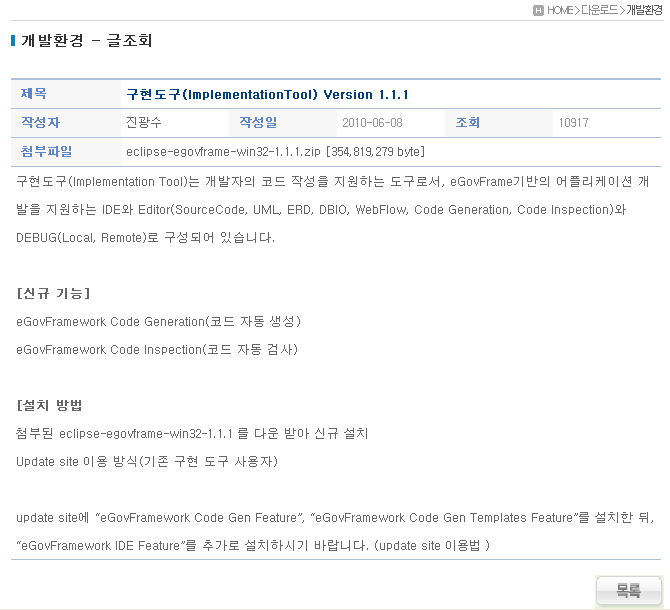 H HOME>다운로드>개발환경
개발환경 - 글조회
제목 구현도구(ImplementationTool) Version 1.1.1
작성자 진광수 작성일 2010-06-08 조회 10917
첨부파일 eclipse-egovframe-win32-1.1.1.zip [354,819,279 byte]
구현도구(Implementation Tool)는 개발자의 코드 작성을 지원하는 도구로서, eGovFrame기반의 어플리케이션 개
발을 지원하는 IDE와 Editor(SourceCode, UML, ERD, DBIO, WebFlow, Code Generation, Code Inspection)와
DEBUG(Local, Remote)로 구성되어 있습니다.
[신규 기능]
eGovFramework Code Generation(코드 자동 생성)
eGovFramework Code Inspection(코드 자동 검사)
[설치 방법
첨부된 eclipse-egovframe-win32-1.1.1 를 다운 받아 신규 설치
Update site 이용 방식(기존 구현 도구 사용자)
update site에 “eGovFramework Code Gen Feature”, “eGovFramework Code Gen Templates Feature”를 설치한 뒤,
“eGovFramework IDE Feature”를 추가로 설치하시기 바랍니다. (update site 이용법 )
목록